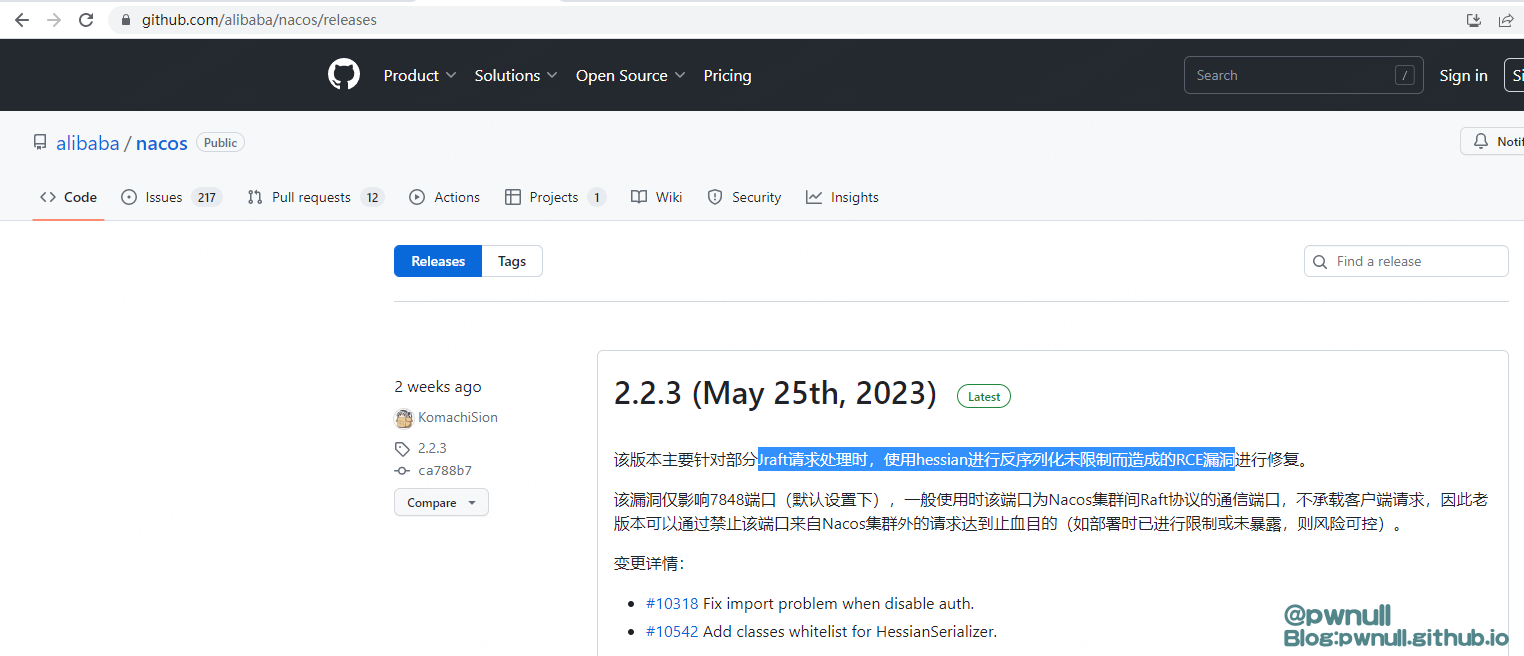 github.com/alibaba/nacos/releases
Product Solutions Open Source Pricing Search / Sign in Si
alibaba / nacos Public Notif
Code Issues 217 Pull requests 12 Actions Projects 1 Wiki Security Insights
Releases Tags Find a release
2 weeks ago
KomachiSion
2.2.3
ca788b7
Compare
2.2.3 (May 25th, 2023) Latest
该版本主要针对部分Jraft请求处理时，使用hessian进行反序列化未限制而造成的RCE漏洞进行修复。
该漏洞仅影响7848端口（默认设置下），一般使用时该端口为Nacos集群间Raft协议的通信端口，不承载客户端请求，因此老
版本可以通过禁止该端口来自Nacos集群外的请求达到止血目的（如部署时已进行限制或未暴露，则风险可控）。
变更详情：
#10318 Fix import problem when disable auth.
#10542 Add classes whitelist for HessianSerializer.
@pwnull
Blog:pwnull.github.io